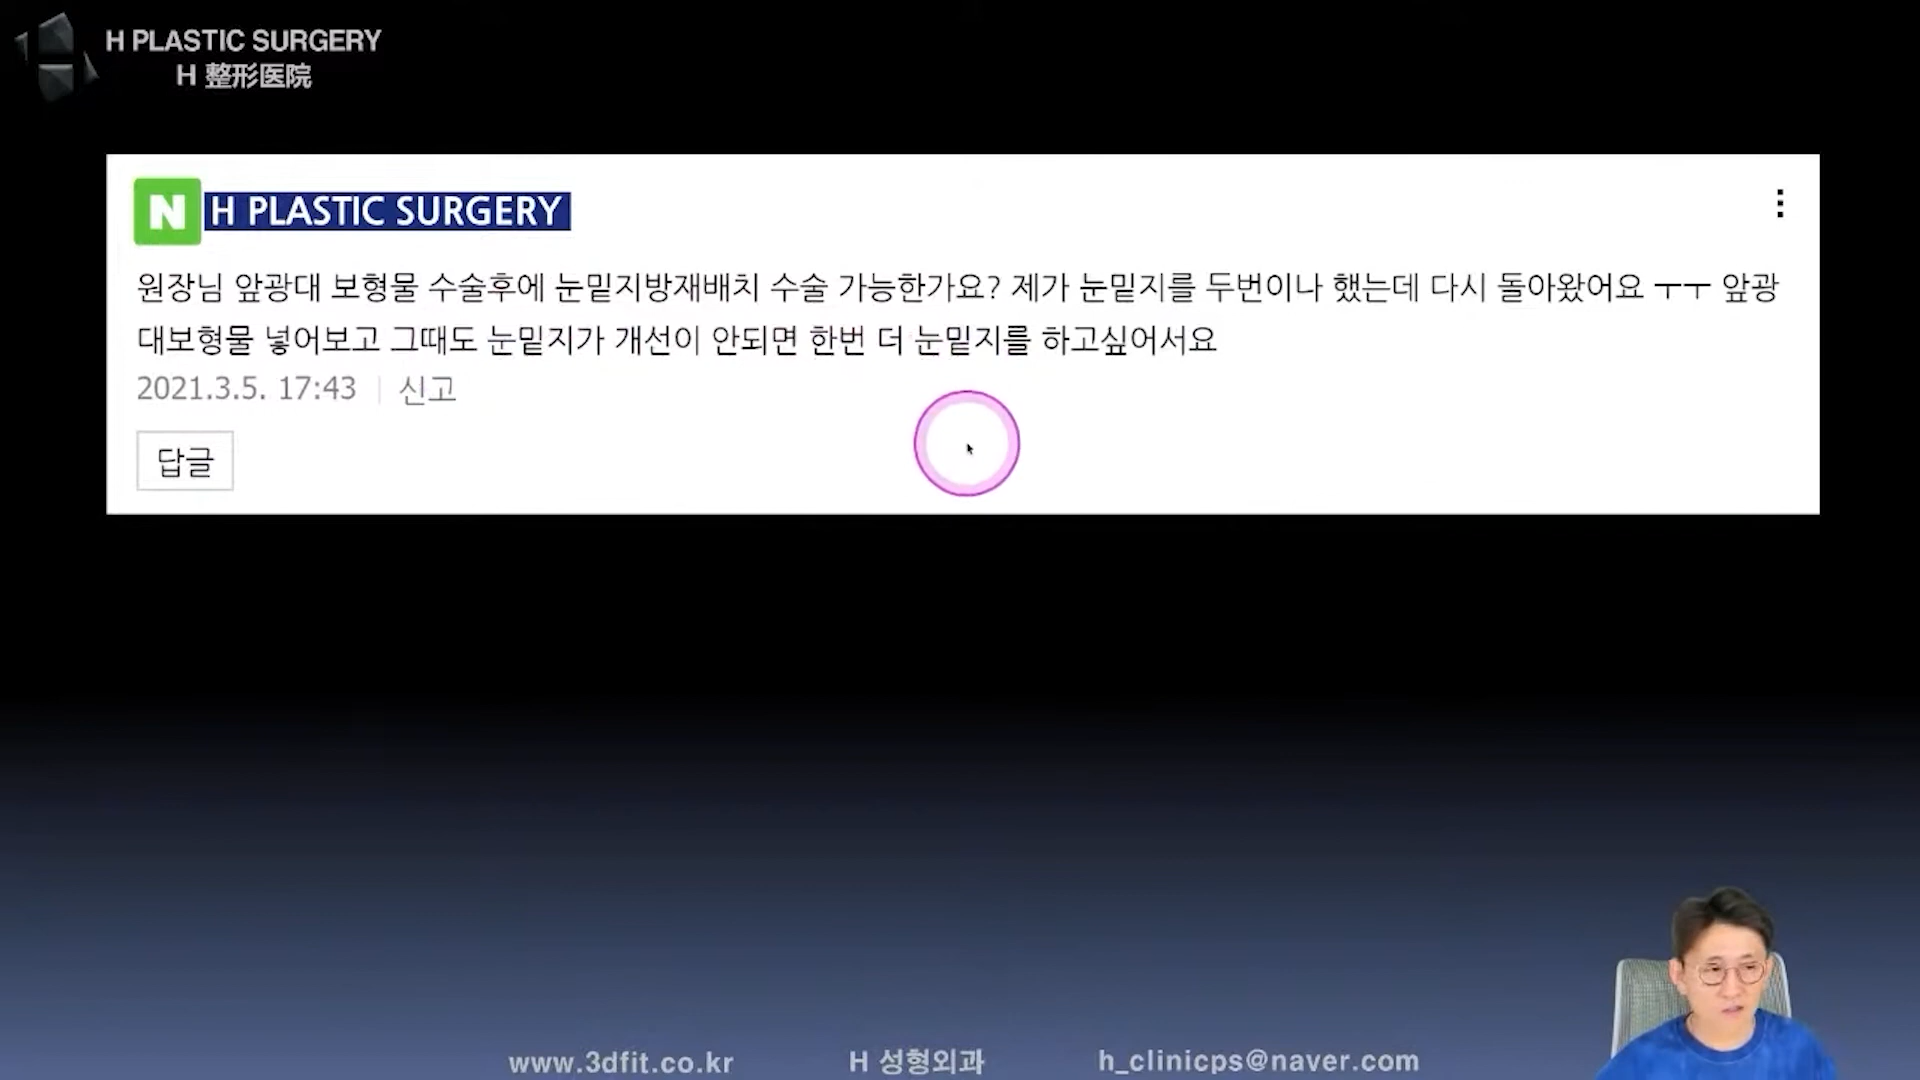 H PLASTIC SURGERY
H 整形医院
N H PLASTIC SURGERY
원장님 앞광대 보형물 수술후에 눈밑지방재배치 수술 가능한가요? 제가 눈밑지를 두번이나 했는데 다시 돌아왔어요 ㅜㅜ 앞광
대보형물 넣어보고 그때도 눈밑지가 개선이 안되면 한번 더 눈밑지를 하고싶어서요
2021.3.5. 17:43 | 신고
답글
www.3dfit.co.kr H 성형외과 h_clinicps@naver.com